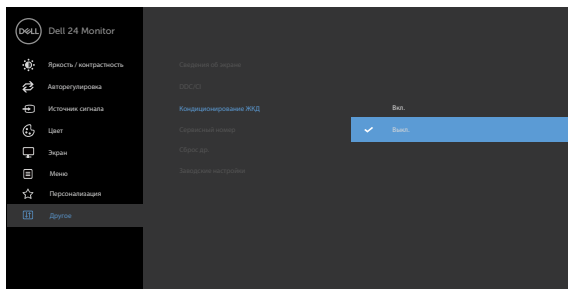 DELL Dell 24 Monitor
Яркость / контрастность
Авторегулировка
Источник сигнала
Цвет
Экран
Меню
Персонализация
Другое
Сведения об экране
DDC/CI
Кондиционирование ЖКД
Сервисный номер
Сброс др.
Заводские настройки
Вкл.
Выкл.